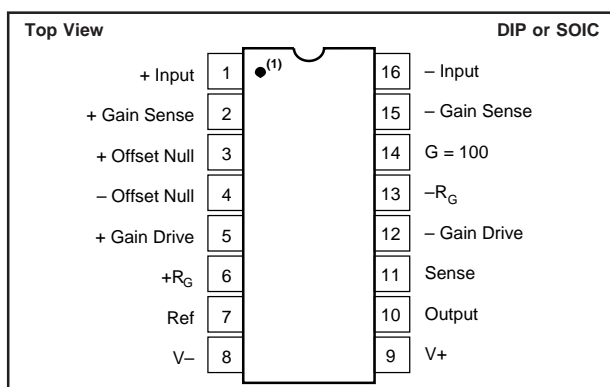 Top View DIP or SOIC
+ Input 1 (1) 16 – Input
+ Gain Sense 2 15 – Gain Sense
+ Offset Null 3 14 G = 100
– Offset Null 4 13 –RG
+ Gain Drive 5 12 – Gain Drive
+RG 6 11 Sense
Ref 7 10 Output
V– 8 9 V+